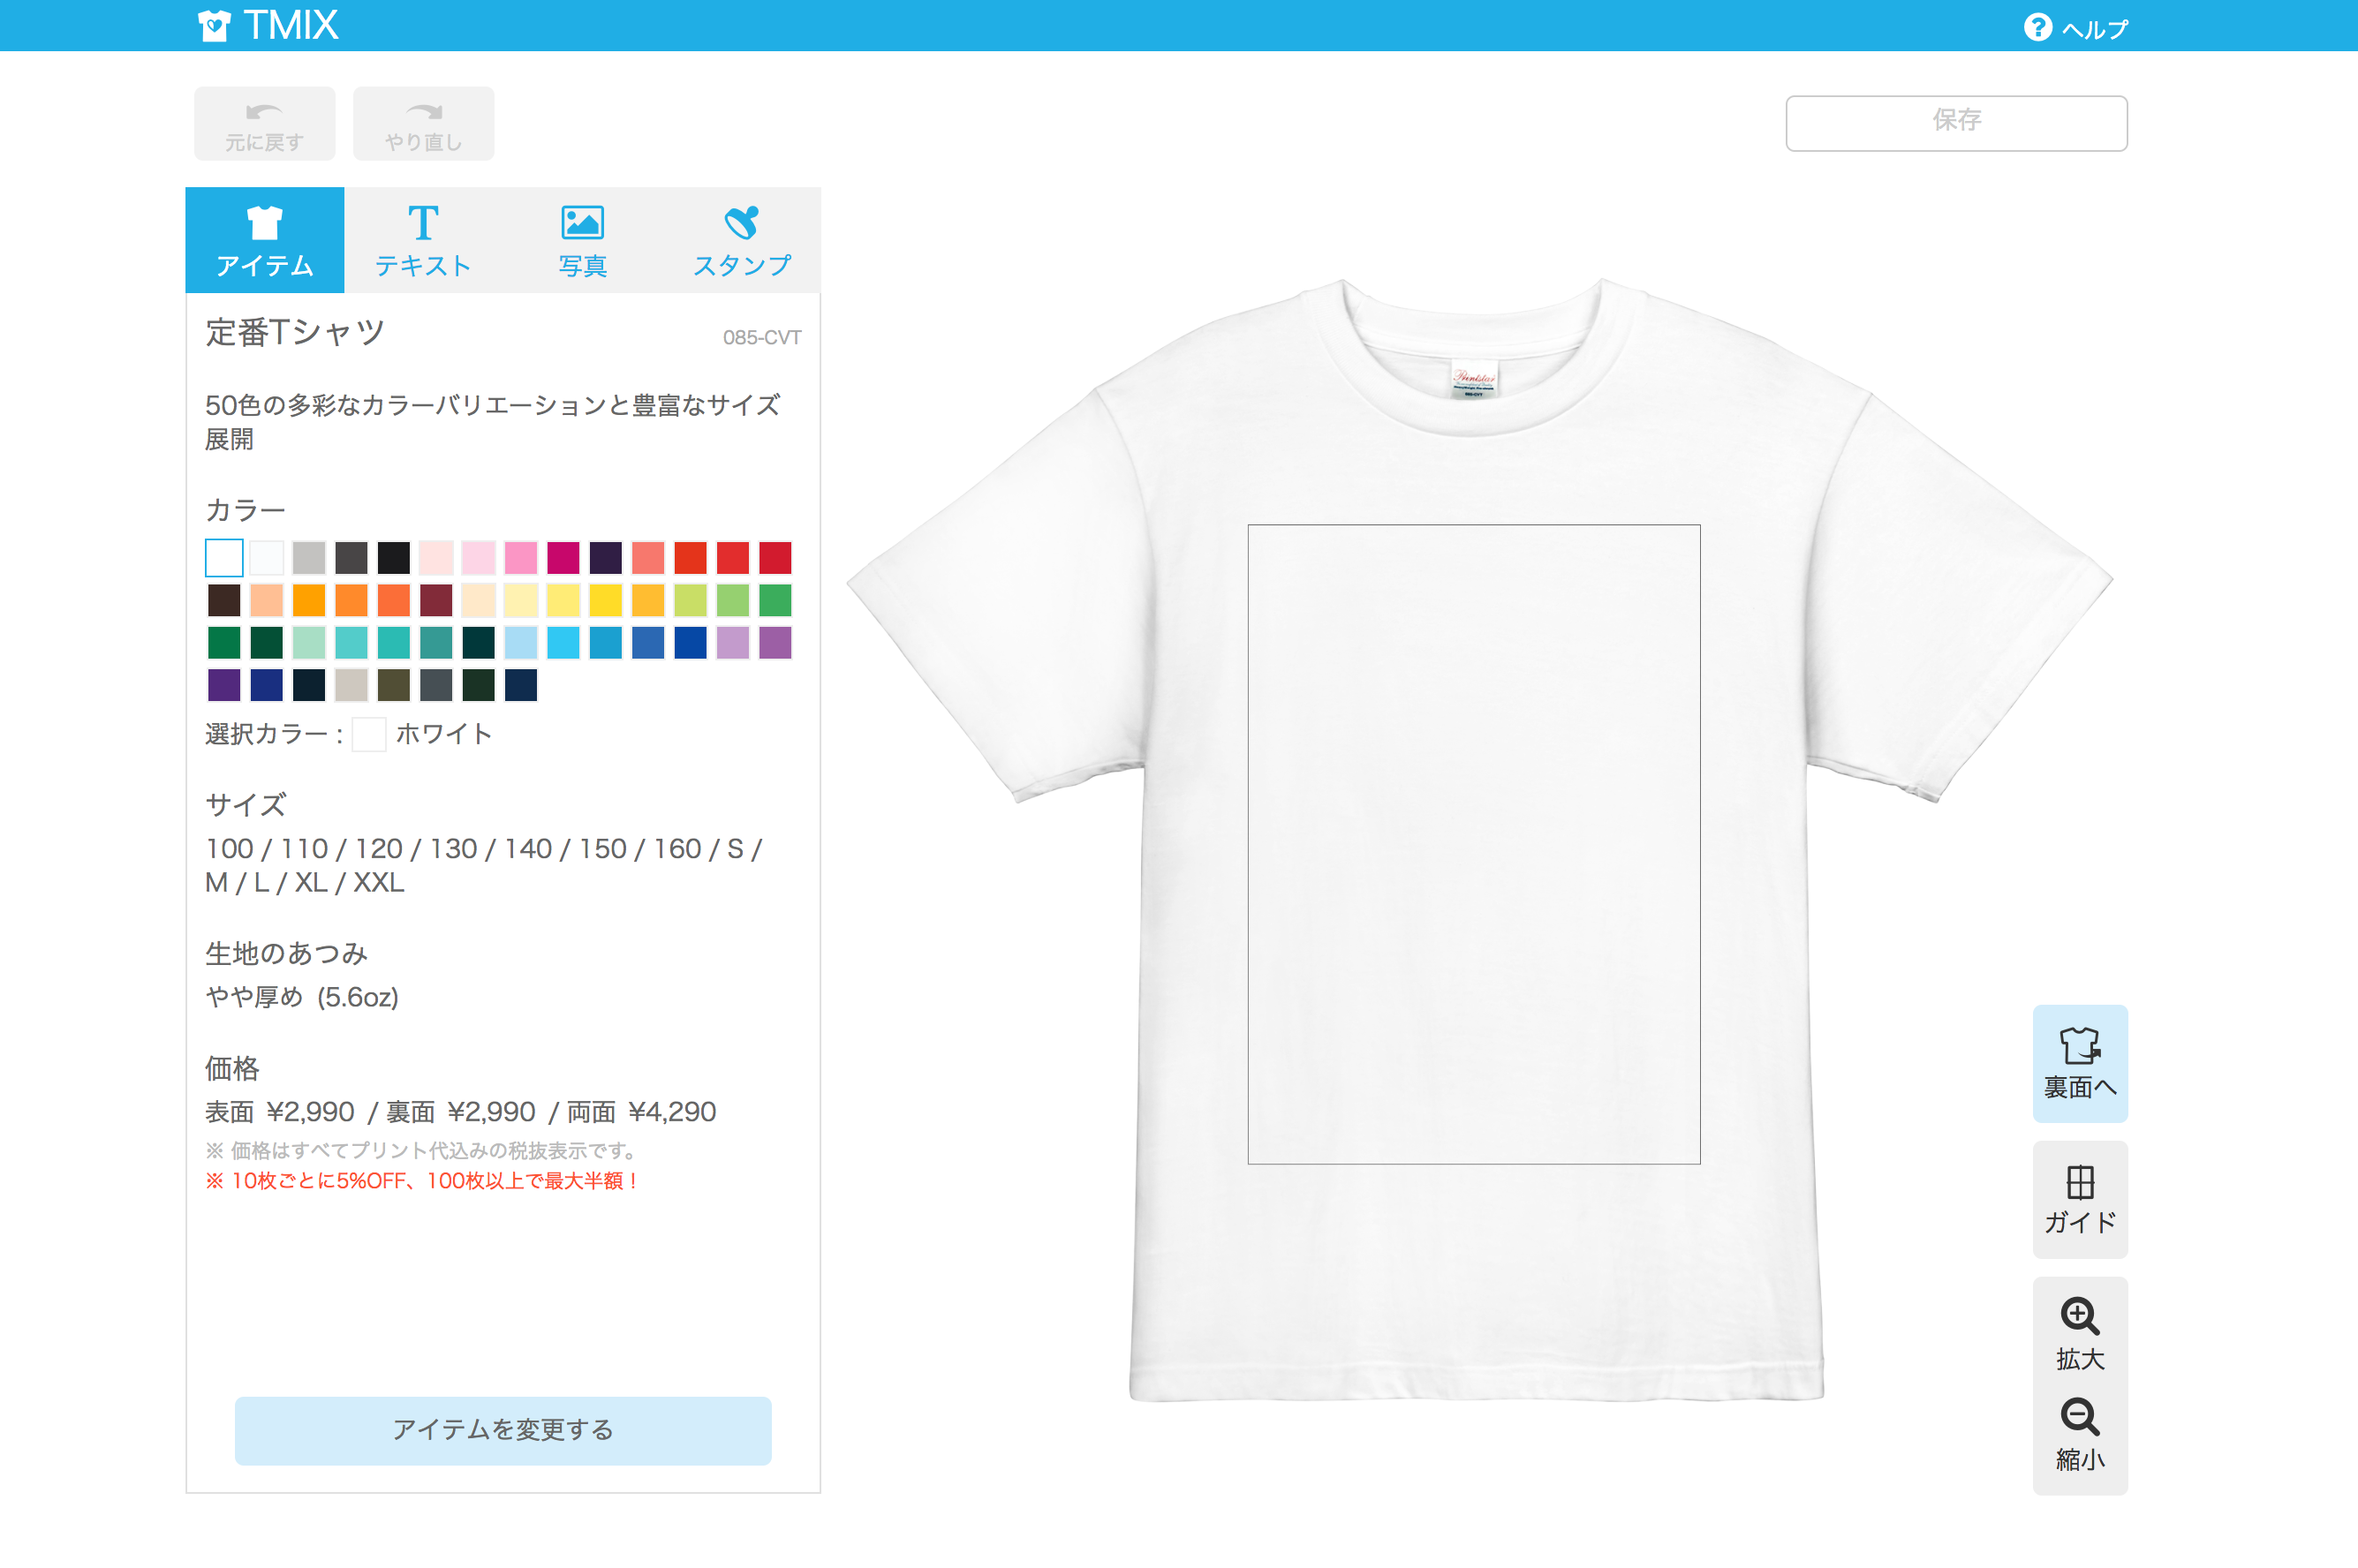 TMIX
ヘルプ
元に戻す
やり直し
保存
アイテム
テキスト
写真
スタンプ
定番Tシャツ
085-CVT
50色の多彩なカラーバリエーションと豊富なサイズ
展開
カラー
選択カラー : ホワイト
サイズ
100 / 110 / 120 / 130 / 140 / 150 / 160 / S /
M / L / XL / XXL
生地のあつみ
やや厚め (5.6oz)
価格
表面 ¥2,990 / 裏面 ¥2,990 / 両面 ¥4,290
※ 価格はすべてプリント代込みの税抜表示です。
※ 10枚ごとに5%OFF、100枚以上で最大半額！
アイテムを変更する
Printstar
085-CVT
裏面へ
ガイド
拡大
縮小